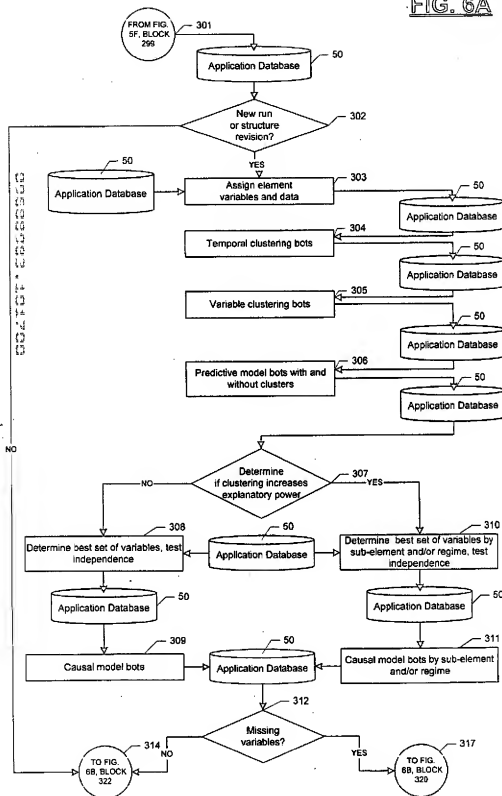 FIG. 6A
FROM FIG.
5F, BLOCK
299
301
50
Application Database
New run
or structure
revision?
302
YES
50
Application Database
Assign element
variables and data
303
50
Application Database
Temporal clustering bots
304
50
Application Database
Variable clustering bots
305
50
Application Database
Predictive model bots with and
without clusters
306
50
Application Database
NO
Determine
if clustering increases
explanatory power
307
NO
YES
308
Determine best set of variables, test
independence
50
Application Database
310
Determine best set of variables by
sub-element and/or regime, test
independence
50
Application Database
50
Application Database
309
Causal model bots
50
Application Database
311
Causal model bots by sub-element
and/or regime
312
Missing
variables?
NO
YES
314
TO FIG.
6B, BLOCK
322
317
TO FIG.
6B, BLOCK